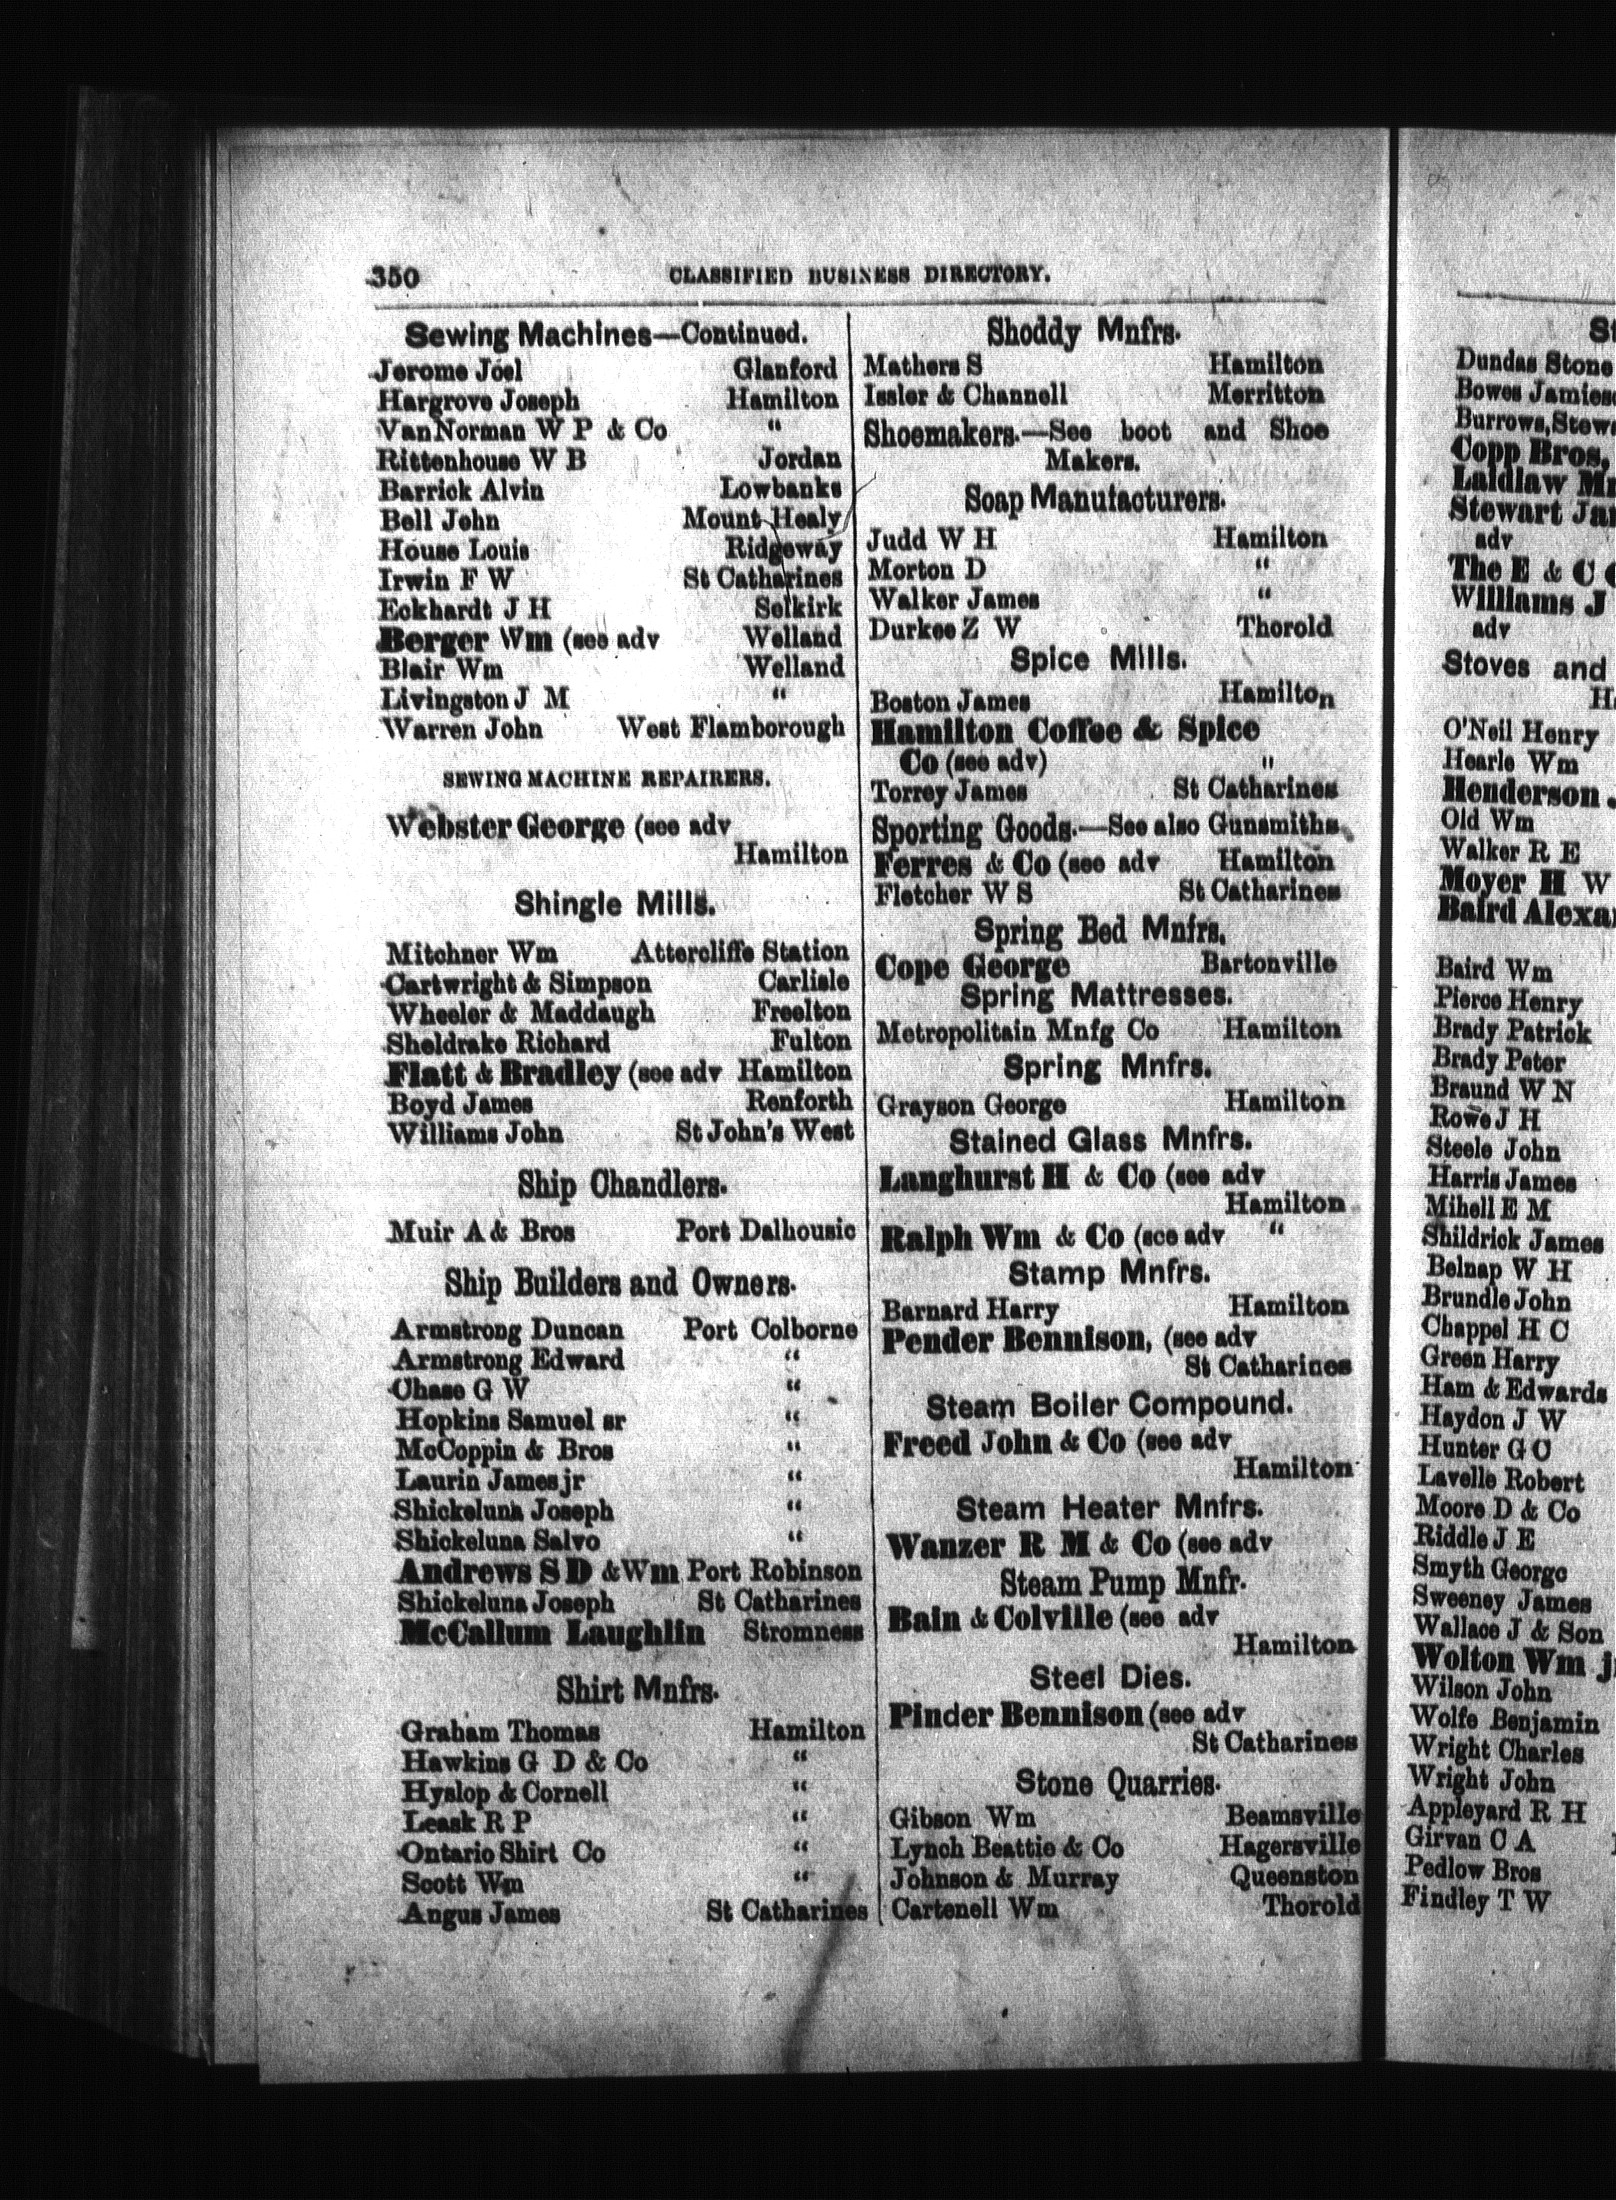 350 CLASSIFIED BUSINESS DIRECTORY.
Sewing Machines—Continued.
Jerome Joel Glanford
Hargrove Joseph Hamilton
VanNorman W P & Co "
Rittenhouse W B Jordan
Barrick Alvin Lowbanks
Bell John Mount Healy
House Louis Ridgeway
Irwin F W St Catharines
Eckhardt J H Selkirk
Berger Wm (see adv Welland
Blair Wm Welland
Livingston J M "
Warren John West Flamborough
SEWING MACHINE REPAIRERS.
Webster George (see adv
Hamilton
Shingle Mills.
Mitchner Wm Attercliffe Station
Cartwright & Simpson Carlisle
Wheeler & Maddaugh Freelton
Sheldrake Richard Fulton
Flatt & Bradley (see adv Hamilton
Boyd James Renforth
Williams John St John's West
Ship Chandlers.
Muir A & Bros Port Dalhousie
Ship Builders and Owners.
Armstrong Duncan Port Colborne
Armstrong Edward "
Chase G W "
Hopkins Samuel sr "
McCoppin & Bros "
Laurin James jr "
Shickeluna Joseph "
Shickeluna Salvo "
Andrews S D & Wm Port Robinson
Shickeluna Joseph St Catharines
McCallum Laughlin Stromness
Shirt Mnfrs.
Graham Thomas Hamilton
Hawkins G D & Co "
Hyslop & Cornell "
Leask R P "
Ontario Shirt Co "
Scott Wm "
Angus James St Catharines
Shoddy Mnfrs.
Mathers S Hamilton
Issler & Channell Merritton
Shoemakers.—See boot and Shoe
Makers.
Soap Manufacturers.
Judd W H Hamilton
Morton D "
Walker James "
Durkee Z W Thorold
Spice Mills.
Boston James Hamilton
Hamilton Coffee & Spice
Co (see adv) "
Torrey James St Catharines
Sporting Goods.—See also Gunsmiths
Ferres & Co (see adv Hamilton
Fletcher W S St Catharines
Spring Bed Mnfrs.
Cope George Bartonville
Spring Mattresses.
Metropolitain Mnfg Co Hamilton
Spring Mnfrs.
Grayson George Hamilton
Stained Glass Mnfrs.
Langhurst H & Co (see adv
Hamilton
Ralph Wm & Co (see adv "
Stamp Mnfrs.
Barnard Harry Hamilton
Pender Bennison, (see adv
St Catharines
Steam Boiler Compound.
Freed John & Co (see adv
Hamilton
Steam Heater Mnfrs.
Wanzer R M & Co (see adv
Steam Pump Mnfr.
Bain & Colville (see adv
Hamilton
Steel Dies.
Pinder Bennison (see adv
St Catharines
Stone Quarries.
Gibson Wm Beamsville
Lynch Beattie & Co Hagersville
Johnson & Murray Queenston
Cartenell Wm Thorold
Dundas Stone
Bowes Jamies
Burrows, Stew
Copp Bros,
Laidlaw M
Stewart Ja
adv
The E & C
Williams J
adv
Stoves and
O'Neil Henry
Hearle Wm
Henderson
Old Wm
Walker R E
Moyer H W
Baird Alexa
Baird Wm
Pierce Henry
Brady Patrick
Brady Peter
Braund W N
Rowe J H
Steele John
Harris James
Mihell E M
Shildrick James
Belnap W H
Brundle John
Chappel H C
Green Harry
Ham & Edwards
Haydon J W
Hunter G C
Lavelle Robert
Moore D & Co
Riddle J E
Smyth George
Sweeney James
Wallace J & Son
Wolton Wm j
Wilson John
Wolfe Benjamin
Wright Charles
Wright John
Appleyard R H
Girvan C A
Pedlow Bros
Findley T W